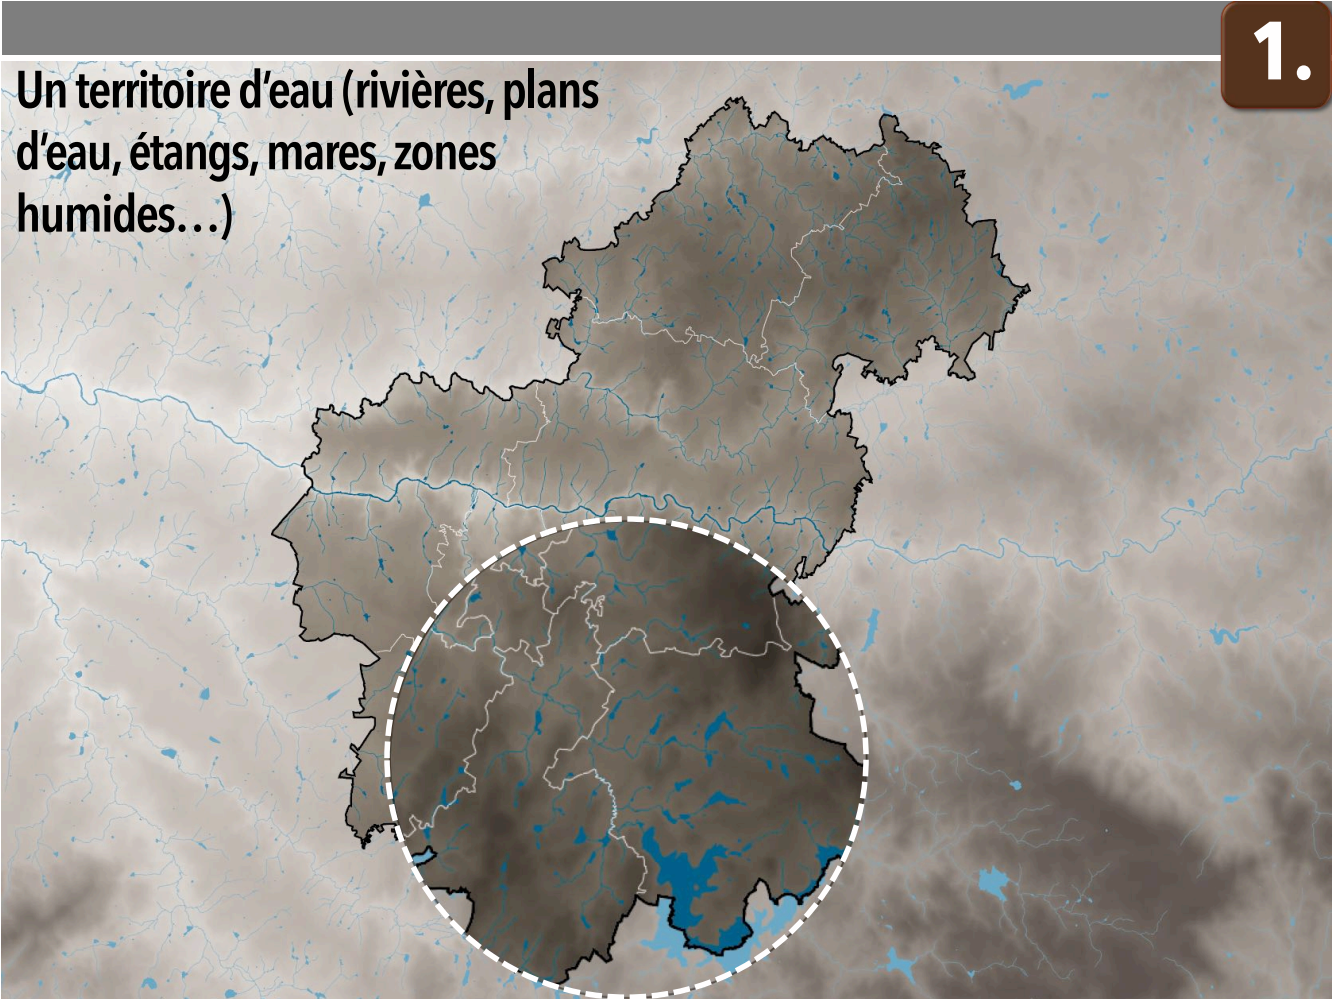 1.
Un territoire d’eau (rivières, plans
d’eau, étangs, mares, zones
humides…)